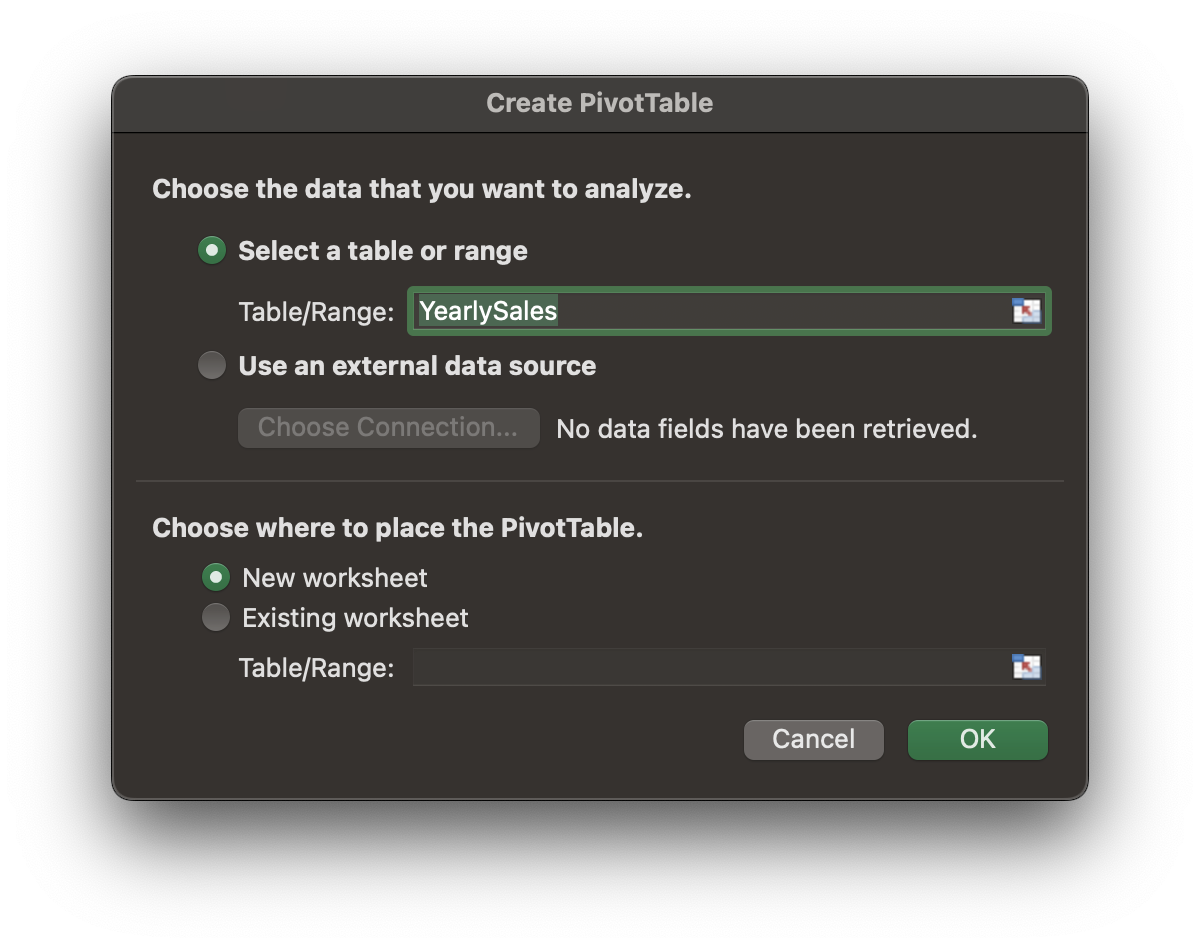 Create PivotTable
Choose the data that you want to analyze.
Select a table or range
Table/Range: YearlySales
Use an external data source
Choose Connection... No data fields have been retrieved.
Choose where to place the PivotTable.
New worksheet
Existing worksheet
Table/Range:
Cancel OK